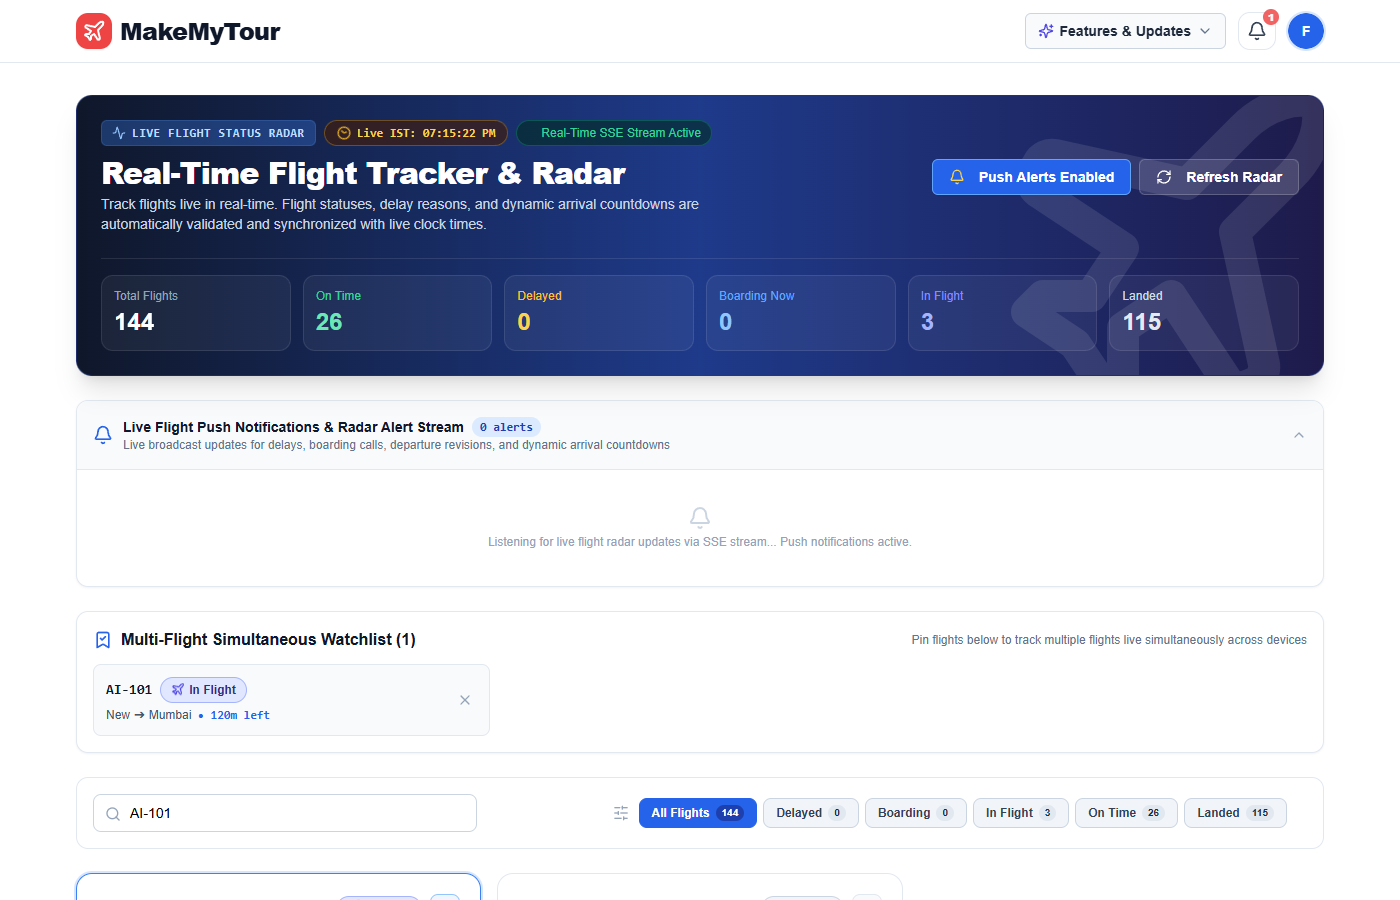 MakeMyTour
Features & Updates
1
F
LIVE FLIGHT STATUS RADAR
Live IST: 07:15:22 PM
Real-Time SSE Stream Active
Real-Time Flight Tracker & Radar
Track flights live in real-time. Flight statuses, delay reasons, and dynamic arrival countdowns are
automatically validated and synchronized with live clock times.
Push Alerts Enabled
Refresh Radar
Total Flights
144
On Time
26
Delayed
0
Boarding Now
0
In Flight
3
Landed
115
Live Flight Push Notifications & Radar Alert Stream
0 alerts
Live broadcast updates for delays, boarding calls, departure revisions, and dynamic arrival countdowns
Listening for live flight radar updates via SSE stream... Push notifications active.
Multi-Flight Simultaneous Watchlist (1)
Pin flights below to track multiple flights live simultaneously across devices
AI-101
In Flight
New ➔ Mumbai • 120m left
AI-101
All Flights 144
Delayed 0
Boarding 0
In Flight 3
On Time 26
Landed 115